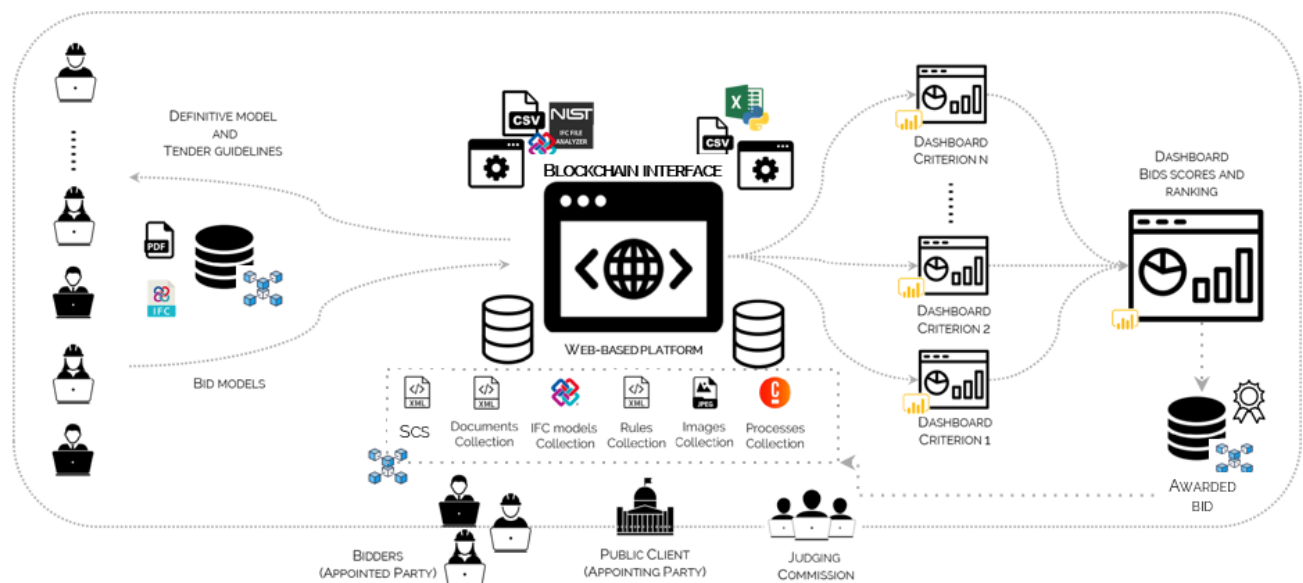 DEFINITIVE MODEL
AND
TENDER GUIDELINES
PDF
IFC
BID MODELS
CSV
NIST
IFC FILE
ANALYZER
X
CSV
BLOCKCHAIN INTERFACE
WEB-BASED PLATFORM
XML
SCS
XML
DOCUMENTS
COLLECTION
IFC MODELS
COLLECTION
XML
RULES
COLLECTION
JPEG
IMAGES
COLLECTION
C
PROCESSES
COLLECTION
DASHBOARD
CRITERION N
DASHBOARD
CRITERION 2
DASHBOARD
CRITERION 1
DASHBOARD
BIDS SCORES AND
RANKING
AWARDED
BID
BIDDERS
(APPOINTED PARTY)
PUBLIC CLIENT
(APPOINTING PARTY)
JUDGING
COMMISSION